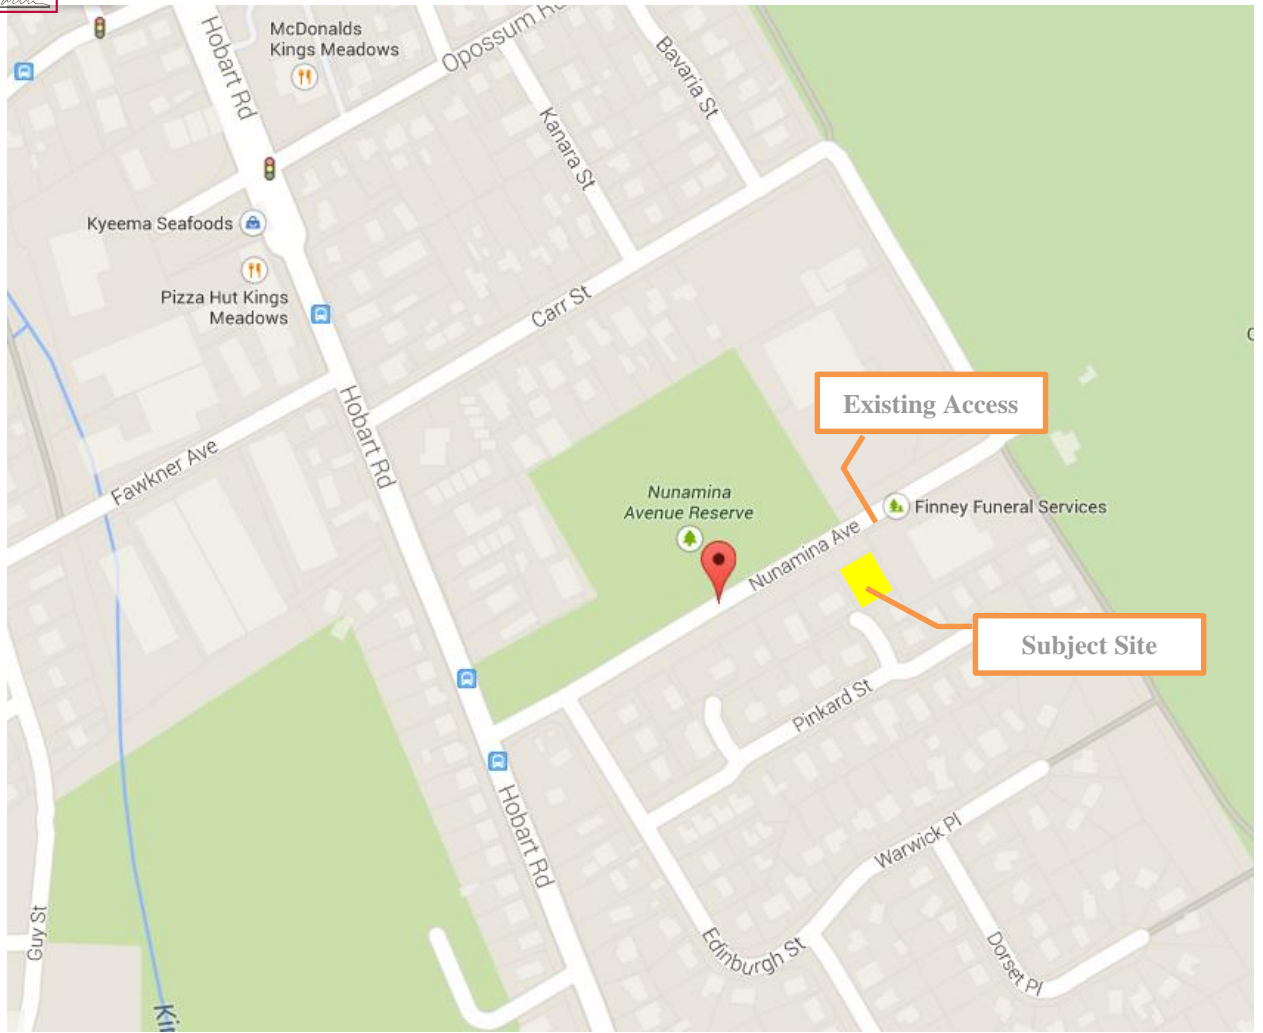 McDonalds
Kings Meadows
Hobart Rd
Opossum R
Bavaria St
Kanara St
Kyeema Seafoods
Pizza Hut Kings
Meadows
Carr St
Hobart Rd
Existing Access
Fawkner Ave
Nunamina
Avenue Reserve
Finney Funeral Services
Nunamina Ave
Subject Site
Pinkard St
Hobart Rd
Warwick Pl
Guy St
Edinburgh St
Dorset Pl